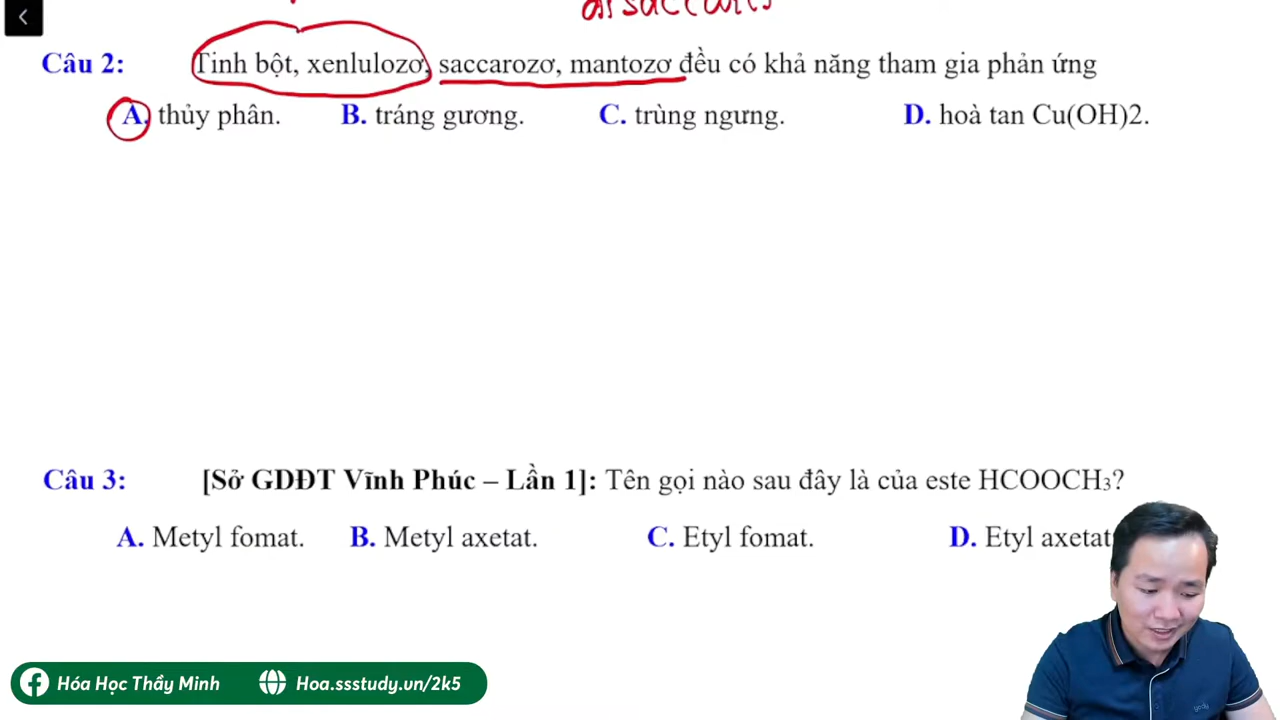 đisaccarit
Câu 2: Tinh bột, xenlulozơ, saccarozơ, mantozơ đều có khả năng tham gia phản ứng
A. thủy phân. B. tráng gương. C. trùng ngưng. D. hoà tan Cu(OH)2.
Câu 3: [Sở GDĐT Vĩnh Phúc – Lần 1]: Tên gọi nào sau đây là của este HCOOCH₃?
A. Metyl fomat. B. Metyl axetat. C. Etyl fomat. D. Etyl axetat
Hóa Học Thầy Minh Hoa.ssstudy.vn/2k5
yody